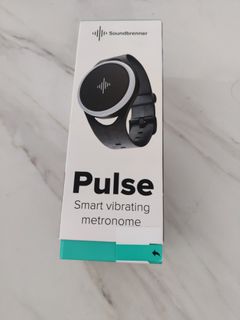 Soundbrenner
Pulse
Smart vibrating
metronome